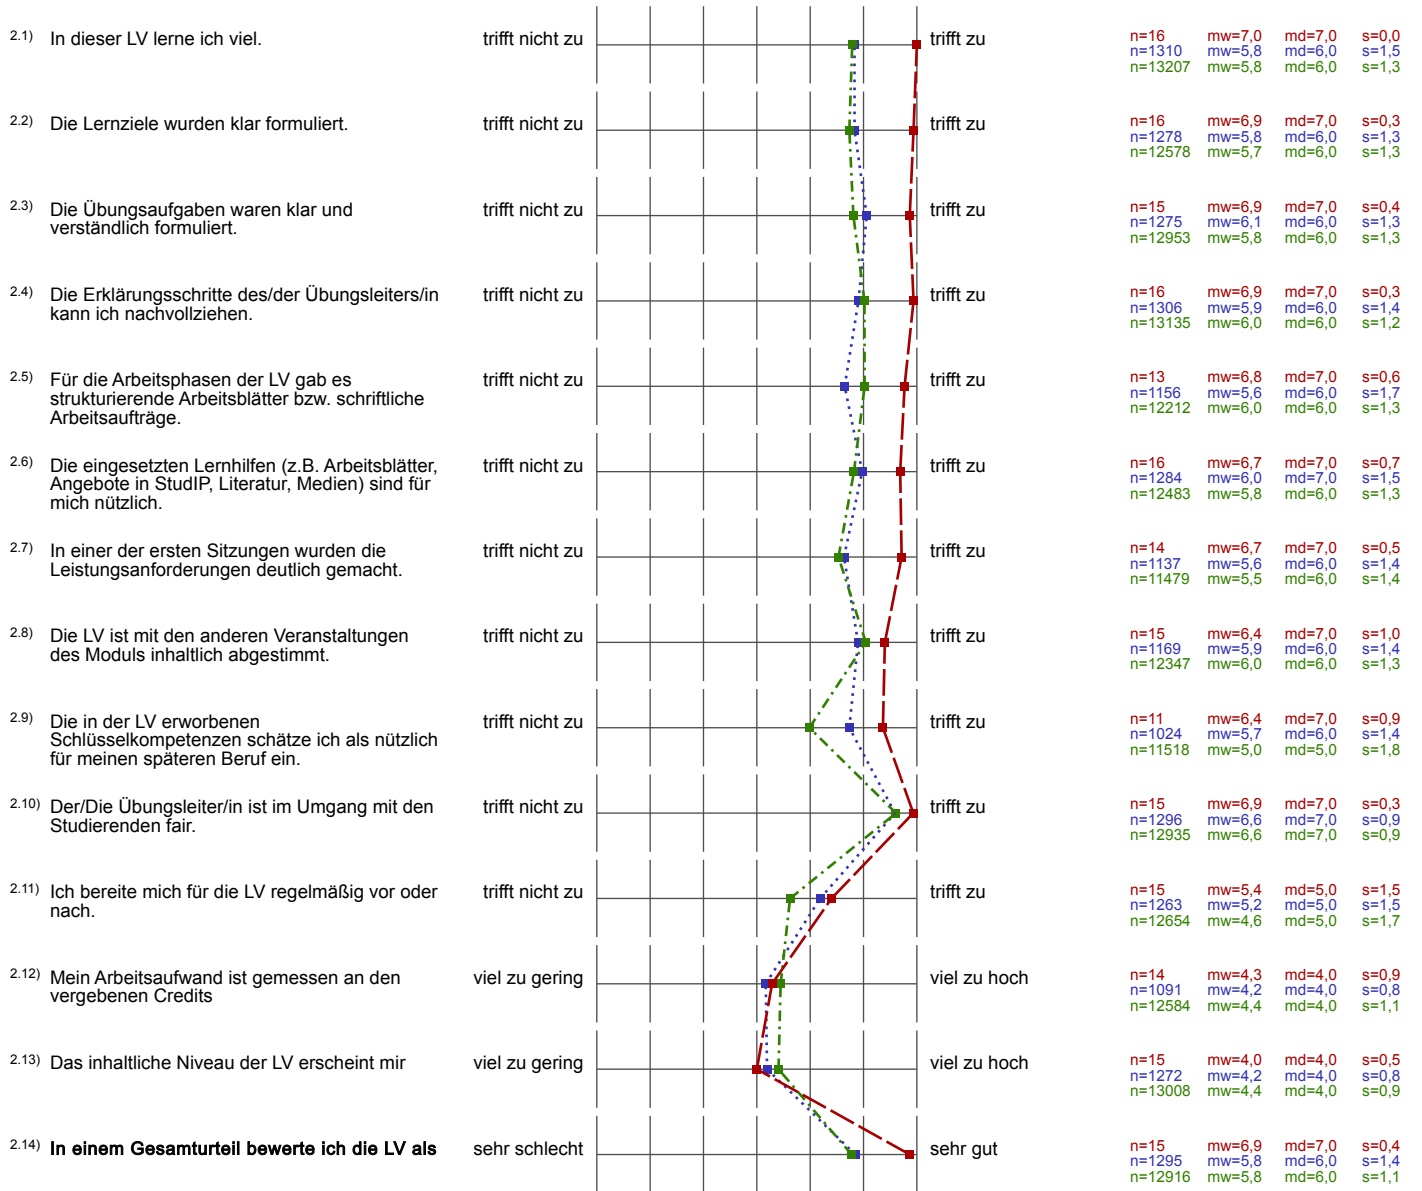 2.1) In dieser LV lerne ich viel. trifft nicht zu trifft zu n=16 mw=7,0 md=7,0 s=0,0
n=1310 mw=5,8 md=6,0 s=1,5
n=13207 mw=5,8 md=6,0 s=1,3
2.2) Die Lernziele wurden klar formuliert. trifft nicht zu trifft zu n=16 mw=6,9 md=7,0 s=0,3
n=1278 mw=5,8 md=6,0 s=1,3
n=12578 mw=5,7 md=6,0 s=1,3
2.3) Die Übungsaufgaben waren klar und trifft nicht zu trifft zu n=15 mw=6,9 md=7,0 s=0,4
verständlich formuliert. n=1275 mw=6,1 md=6,0 s=1,3
n=12953 mw=5,8 md=6,0 s=1,3
2.4) Die Erklärungsschritte des/der Übungsleiters/in trifft nicht zu trifft zu n=16 mw=6,9 md=7,0 s=0,3
kann ich nachvollziehen. n=1306 mw=5,9 md=6,0 s=1,4
n=13135 mw=6,0 md=6,0 s=1,2
2.5) Für die Arbeitsphasen der LV gab es trifft nicht zu trifft zu n=13 mw=6,8 md=7,0 s=0,6
strukturierende Arbeitsblätter bzw. schriftliche n=1156 mw=5,6 md=6,0 s=1,7
Arbeitsaufträge. n=12212 mw=6,0 md=6,0 s=1,3
2.6) Die eingesetzten Lernhilfen (z.B. Arbeitsblätter, trifft nicht zu trifft zu n=16 mw=6,7 md=7,0 s=0,7
Angebote in StudIP, Literatur, Medien) sind für n=1284 mw=6,0 md=7,0 s=1,5
mich nützlich. n=12483 mw=5,8 md=6,0 s=1,3
2.7) In einer der ersten Sitzungen wurden die trifft nicht zu trifft zu n=14 mw=6,7 md=7,0 s=0,5
Leistungsanforderungen deutlich gemacht. n=1137 mw=5,6 md=6,0 s=1,4
n=11479 mw=5,5 md=6,0 s=1,4
2.8) Die LV ist mit den anderen Veranstaltungen trifft nicht zu trifft zu n=15 mw=6,4 md=7,0 s=1,0
des Moduls inhaltlich abgestimmt. n=1169 mw=5,9 md=6,0 s=1,4
n=12347 mw=6,0 md=6,0 s=1,3
2.9) Die in der LV erworbenen trifft nicht zu trifft zu n=11 mw=6,4 md=7,0 s=0,9
Schlüsselkompetenzen schätze ich als nützlich n=1024 mw=5,7 md=6,0 s=1,4
für meinen späteren Beruf ein. n=11518 mw=5,0 md=5,0 s=1,8
2.10) Der/Die Übungsleiter/in ist im Umgang mit den trifft nicht zu trifft zu n=15 mw=6,9 md=7,0 s=0,3
Studierenden fair. n=1296 mw=6,6 md=7,0 s=0,9
n=12935 mw=6,6 md=7,0 s=0,9
2.11) Ich bereite mich für die LV regelmäßig vor oder trifft nicht zu trifft zu n=15 mw=5,4 md=5,0 s=1,5
nach. n=1263 mw=5,2 md=5,0 s=1,5
n=12654 mw=4,6 md=5,0 s=1,7
2.12) Mein Arbeitsaufwand ist gemessen an den viel zu gering viel zu hoch n=14 mw=4,3 md=4,0 s=0,9
vergebenen Credits n=1091 mw=4,2 md=4,0 s=0,8
n=12584 mw=4,4 md=4,0 s=1,1
2.13) Das inhaltliche Niveau der LV erscheint mir viel zu gering viel zu hoch n=15 mw=4,0 md=4,0 s=0,5
n=1272 mw=4,2 md=4,0 s=0,8
n=13008 mw=4,4 md=4,0 s=0,9
2.14) In einem Gesamturteil bewerte ich die LV als sehr schlecht sehr gut n=15 mw=6,9 md=7,0 s=0,4
n=1295 mw=5,8 md=6,0 s=1,4
n=12916 mw=5,8 md=6,0 s=1,1